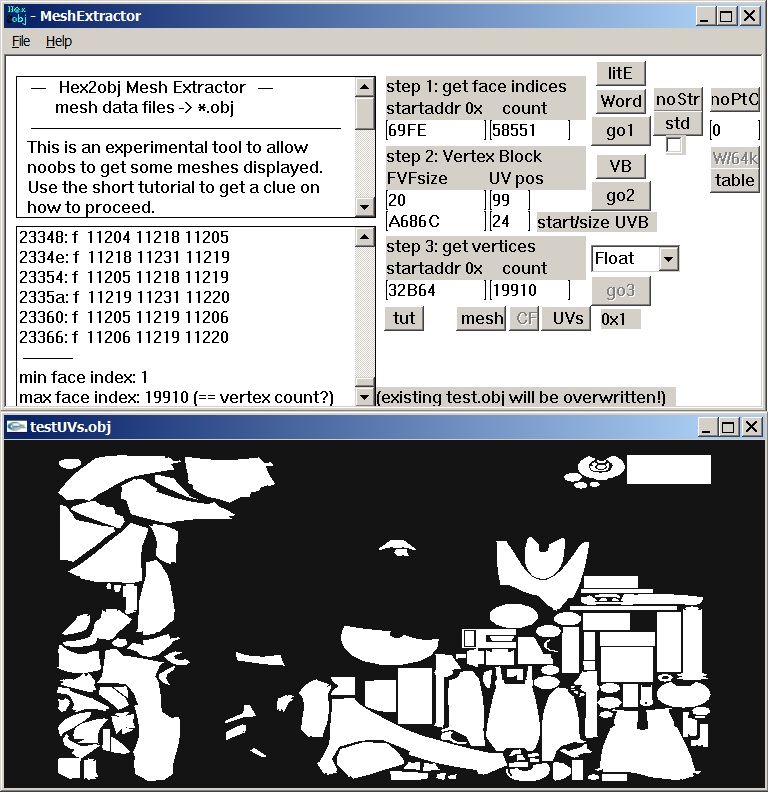 Hex obj - MeshExtractor
File Help
— Hex2obj Mesh Extractor —
mesh data files -> *.obj
This is an experimental tool to allow
noobs to get some meshes displayed.
Use the short tutorial to get a clue on
how to proceed.
23348: f 11204 11218 11205
2334e: f 11218 11231 11219
23354: f 11205 11218 11219
2335a: f 11219 11231 11220
23360: f 11205 11219 11206
23366: f 11206 11219 11220
min face index: 1
max face index: 19910 (== vertex count?)
step 1: get face indices
startaddr 0x count
69FE 58551
step 2: Vertex Block
FVFsize UV pos
20 99
A686C 24 start/size UVB
step 3: get vertices
startaddr 0x count
32B64 19910
tut mesh CF UVs 0x1
(existing test.obj will be overwritten!)
litE
Word
go1
VB
go2
Float
go3
noStr
std
noPtC
0
W/64k
table
testUVs.obj